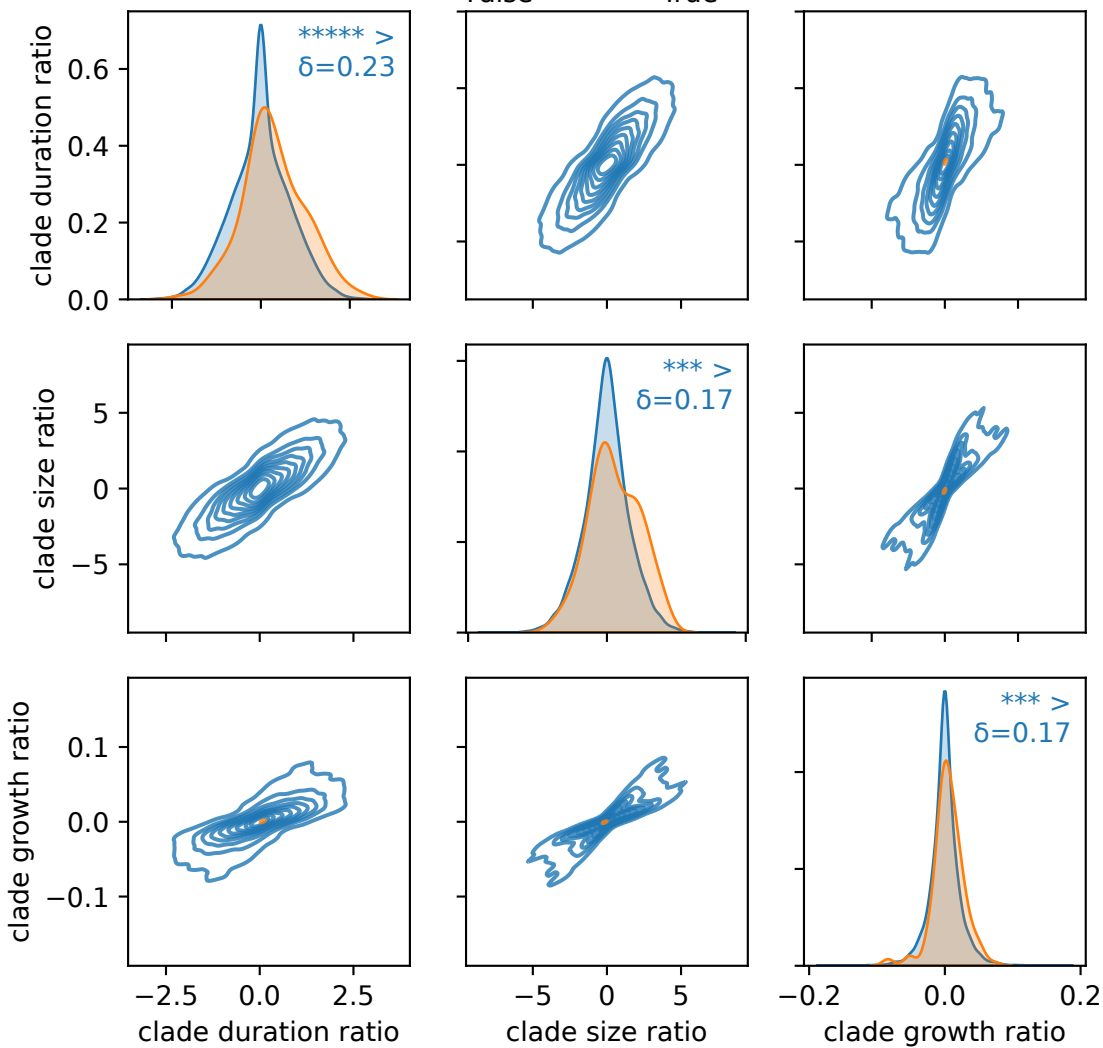 True
clade duration ratio
0.6
0.4
0.2
0.0
***** >
δ=0.23
clade size ratio
5
0
−5
*** >
δ=0.17
clade growth ratio
0.1
0.0
−0.1
*** >
δ=0.17
−2.5 0.0 2.5
−5 0 5
−0.2 0.0 0.2
clade duration ratio
clade size ratio
clade growth ratio